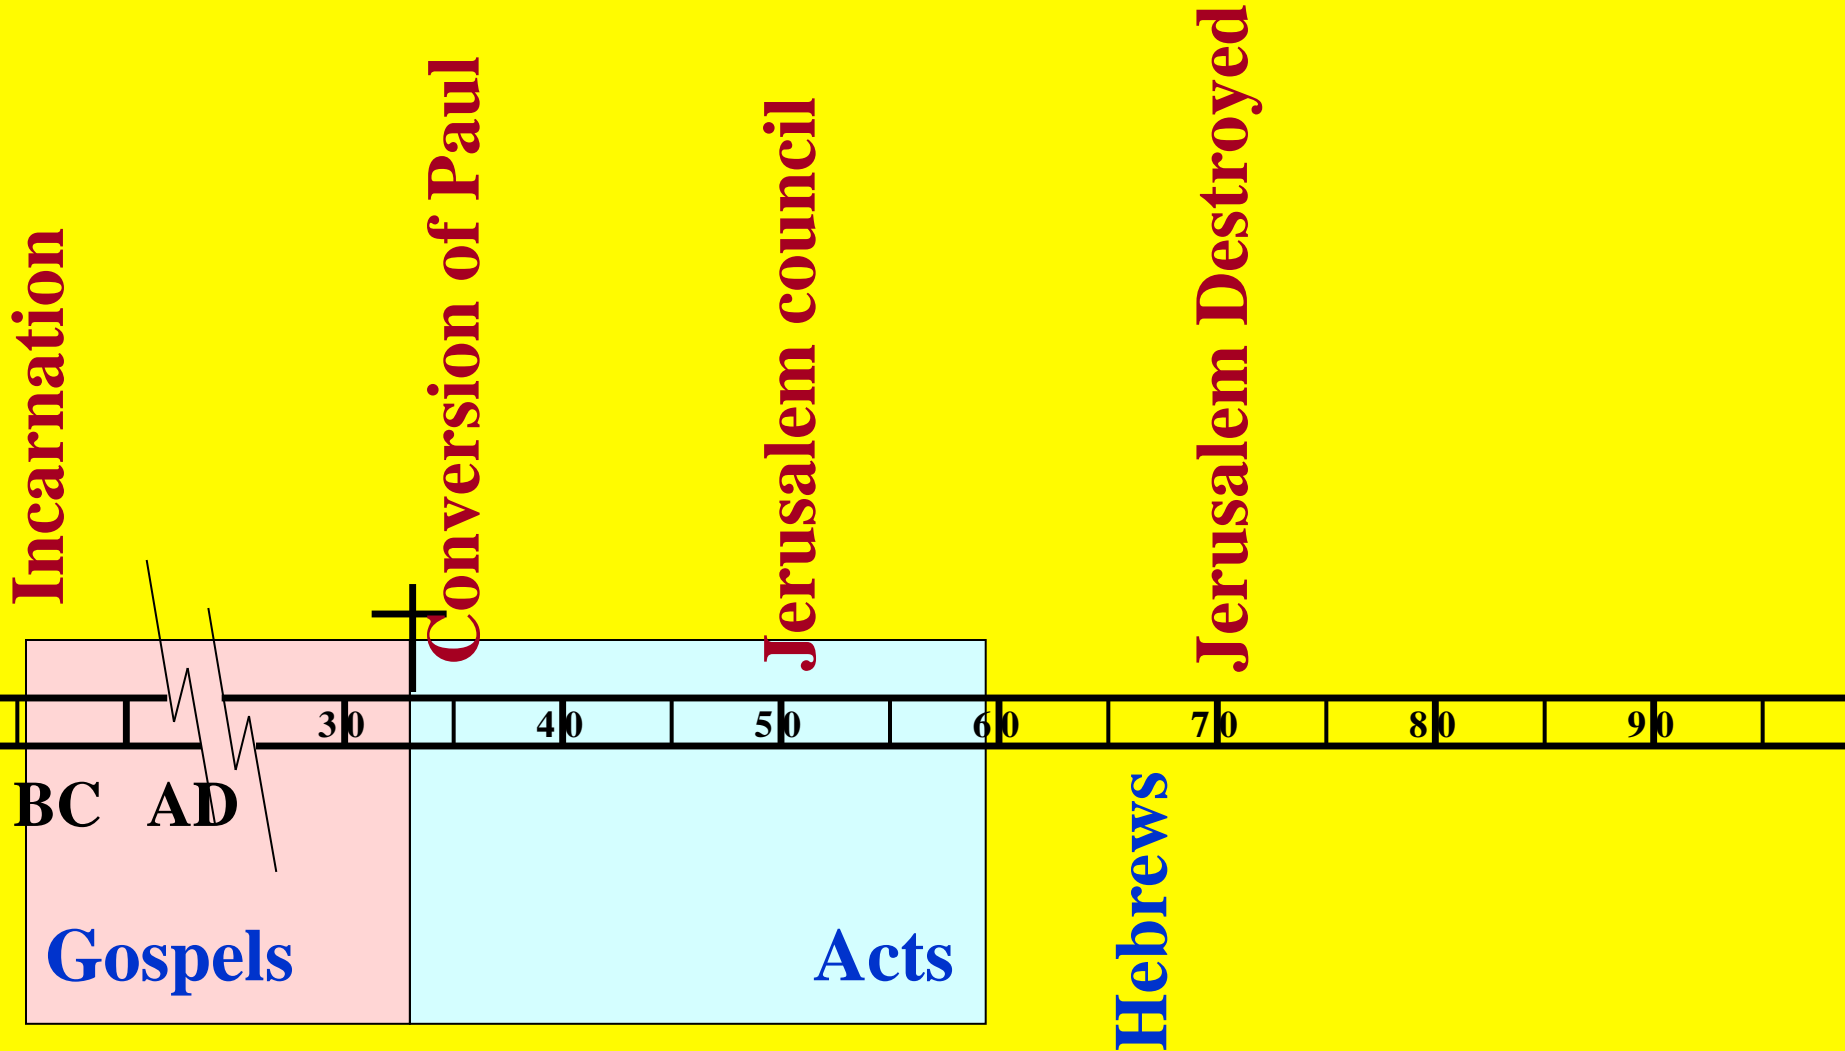 Incarnation
Conversion of Paul
Jerusalem council
Jerusalem Destroyed
30 40 50 60 70 80 90
BC AD
Gospels
Acts
Hebrews